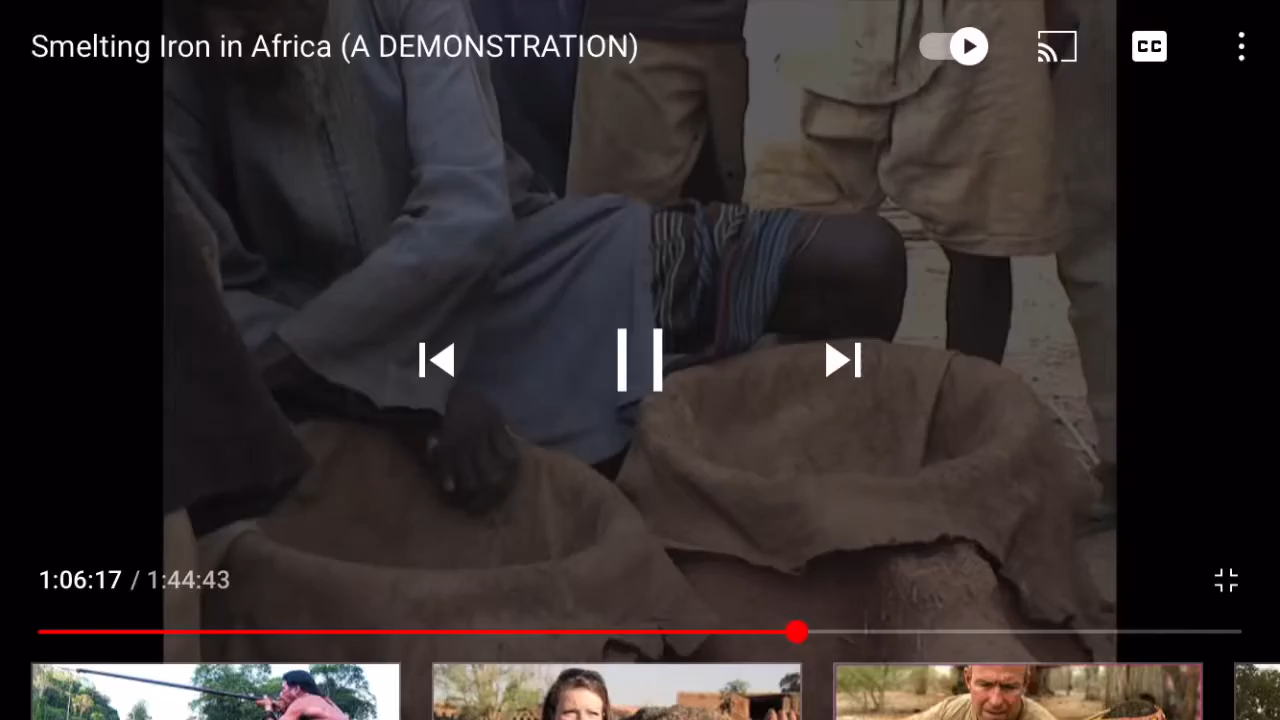 Smelting Iron in Africa (A DEMONSTRATION)
CC
1:06:17 / 1:44:43